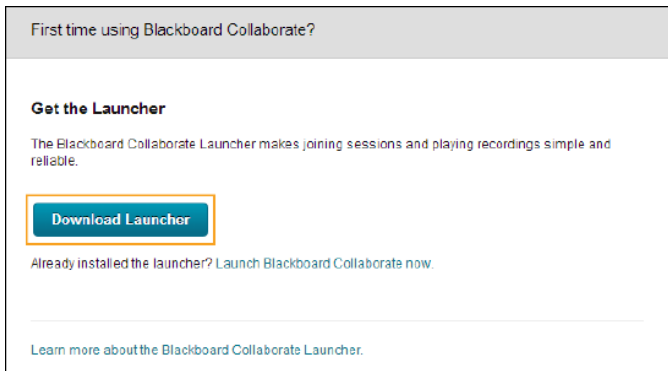 First time using Blackboard Collaborate?
Get the Launcher
The Blackboard Collaborate Launcher makes joining sessions and playing recordings simple and
reliable.
Download Launcher
Already installed the launcher? Launch Blackboard Collaborate now.
Learn more about the Blackboard Collaborate Launcher.